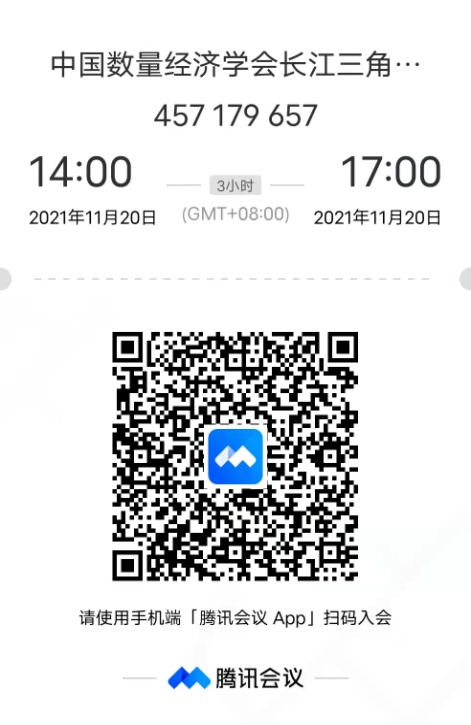 中国数量经济学会长江三角…
457 179 657
14:00 3小时 17:00
2021年11月20日 (GMT+08:00) 2021年11月20日
请使用手机端「腾讯会议 App」扫码入会
腾讯会议